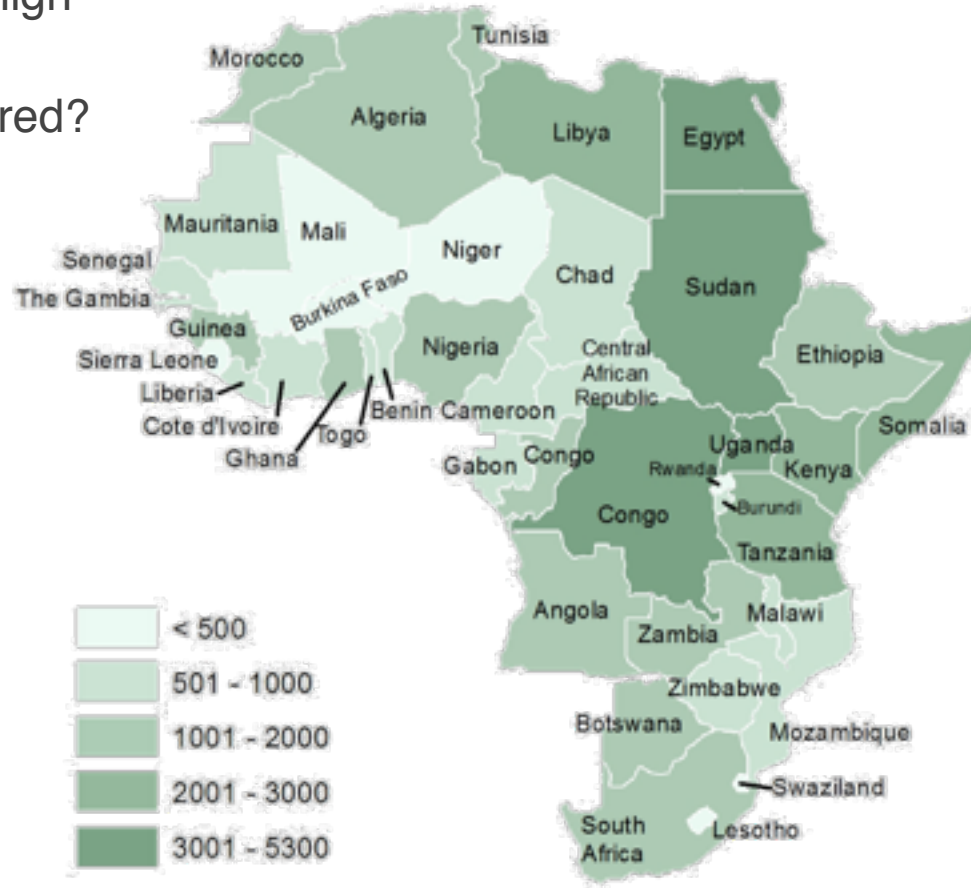 red?
Tunisia
Morocco
Algeria
Libya
Egypt
Mauritania
Mali
Niger
Chad
Sudan
Senegal
The Gambia
Burkina Faso
Guinea
Nigeria
Sierra Leone
Central
African
Republic
Ethiopia
Liberia
Cote d'Ivoire
Togo
Ghana
Benin
Cameroon
Somalia
Gabon
Congo
Uganda
Rwanda
Kenya
Congo
Burundi
Tanzania
Angola
Zambia
Malawi
Zimbabwe
Botswana
Mozambique
Swaziland
South
Africa
Lesotho
< 500
501 - 1000
1001 - 2000
2001 - 3000
3001 - 5300